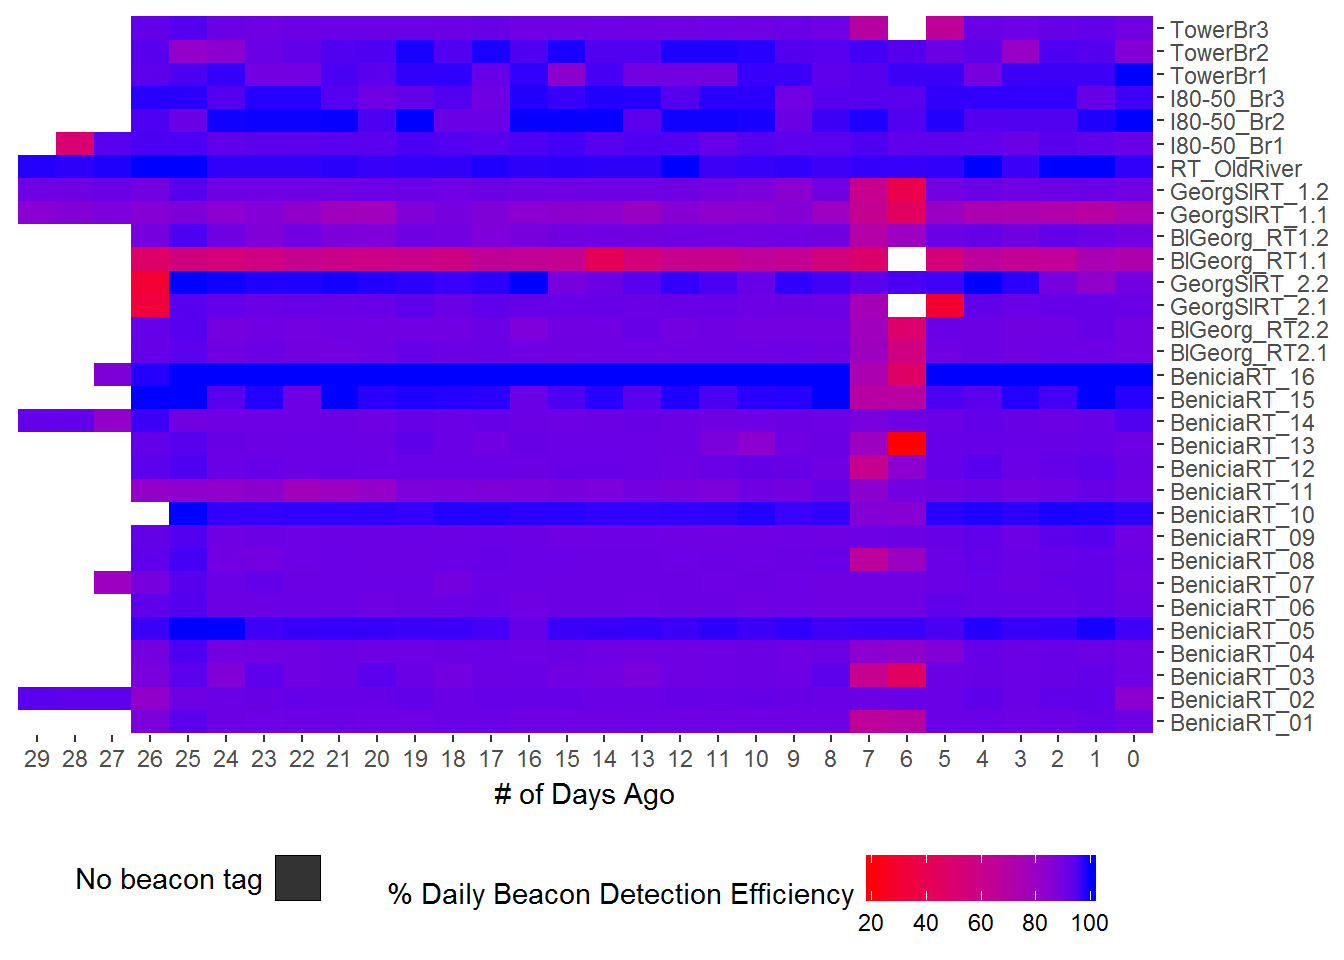 TowerBr3
TowerBr2
TowerBr1
I80-50_Br3
I80-50_Br2
I80-50_Br1
RT_OldRiver
GeorgSlRT_1.2
GeorgSlRT_1.1
BlGeorg_RT1.2
BlGeorg_RT1.1
GeorgSlRT_2.2
GeorgSlRT_2.1
BlGeorg_RT2.2
BlGeorg_RT2.1
BeniciaRT_16
BeniciaRT_15
BeniciaRT_14
BeniciaRT_13
BeniciaRT_12
BeniciaRT_11
BeniciaRT_10
BeniciaRT_09
BeniciaRT_08
BeniciaRT_07
BeniciaRT_06
BeniciaRT_05
BeniciaRT_04
BeniciaRT_03
BeniciaRT_02
BeniciaRT_01
29 28 27 26 25 24 23 22 21 20 19 18 17 16 15 14 13 12 11 10 9 8 7 6 5 4 3 2 1 0
# of Days Ago
No beacon tag
% Daily Beacon Detection Efficiency
20 40 60 80 100